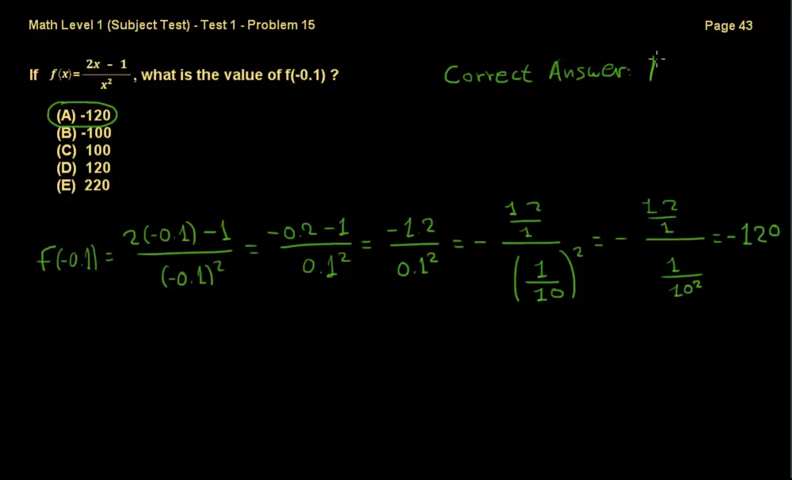 Math Level 1 (Subject Test) - Test 1 - Problem 15
Page 43
If f(x) = (2x - 1)/x², what is the value of f(-0.1) ?
Correct Answer:
(A) -120
(B) -100
(C) 100
(D) 120
(E) 220
f(-0.1) = (2(-0.1) - 1)/(-0.1)² = (-0.2 - 1)/0.1² = (-1.2)/0.1² = - (12/1)/(1/10)² = - (12/1)/(1/10²) = -120